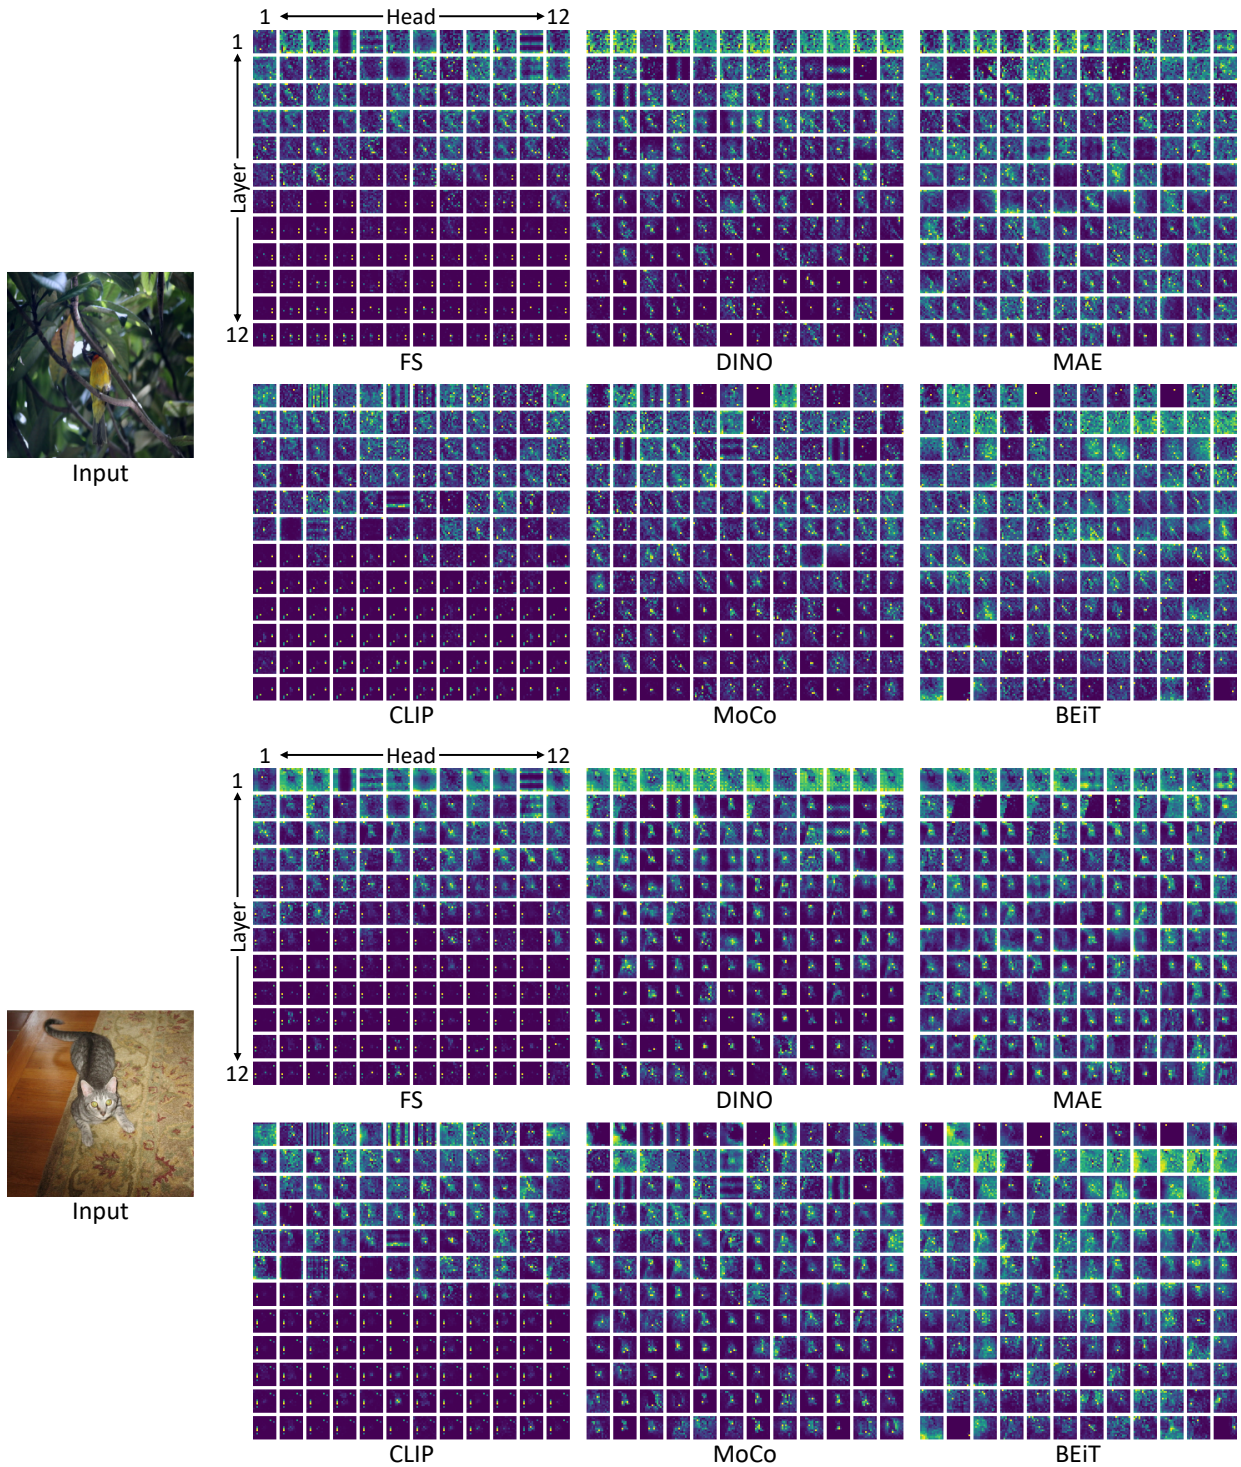 1 Head 12
1
Layer
12
FS DINO MAE
Input
CLIP MoCo BEiT
1 Head 12
1
Layer
12
FS DINO MAE
Input
CLIP MoCo BEiT